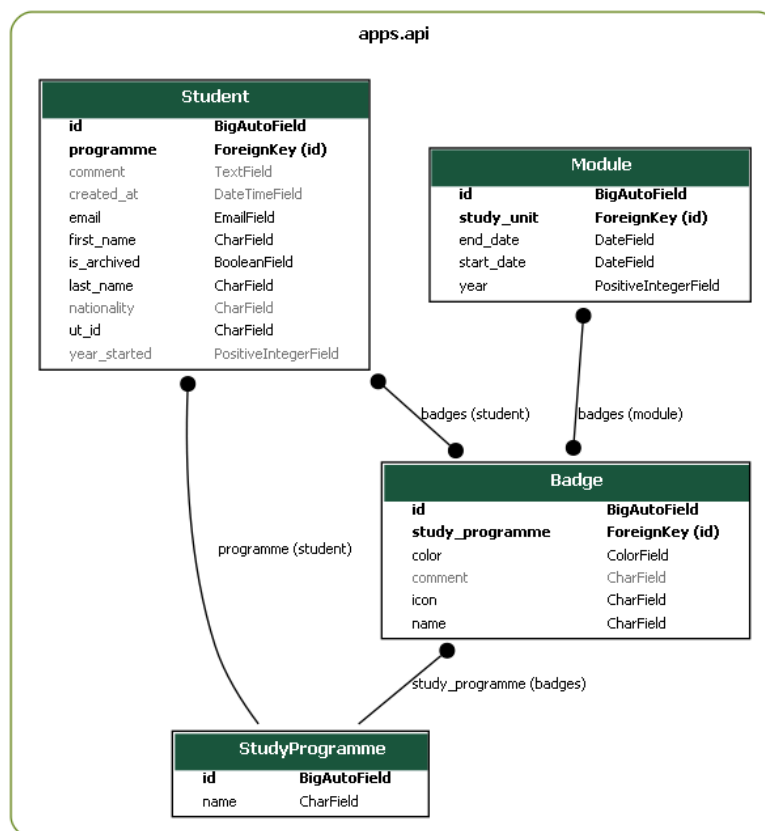 apps.api
Student
id BigAutoField
programme ForeignKey (id)
comment TextField
created_at DateTimeField
email EmailField
first_name CharField
is_archived BooleanField
last_name CharField
nationality CharField
ut_id CharField
year_started PositiveIntegerField
Module
id BigAutoField
study_unit ForeignKey (id)
end_date DateField
start_date DateField
year PositiveIntegerField
badges (student)
badges (module)
Badge
id BigAutoField
study_programme ForeignKey (id)
color ColorField
comment CharField
icon CharField
name CharField
programme (student)
study_programme (badges)
StudyProgramme
id BigAutoField
name CharField